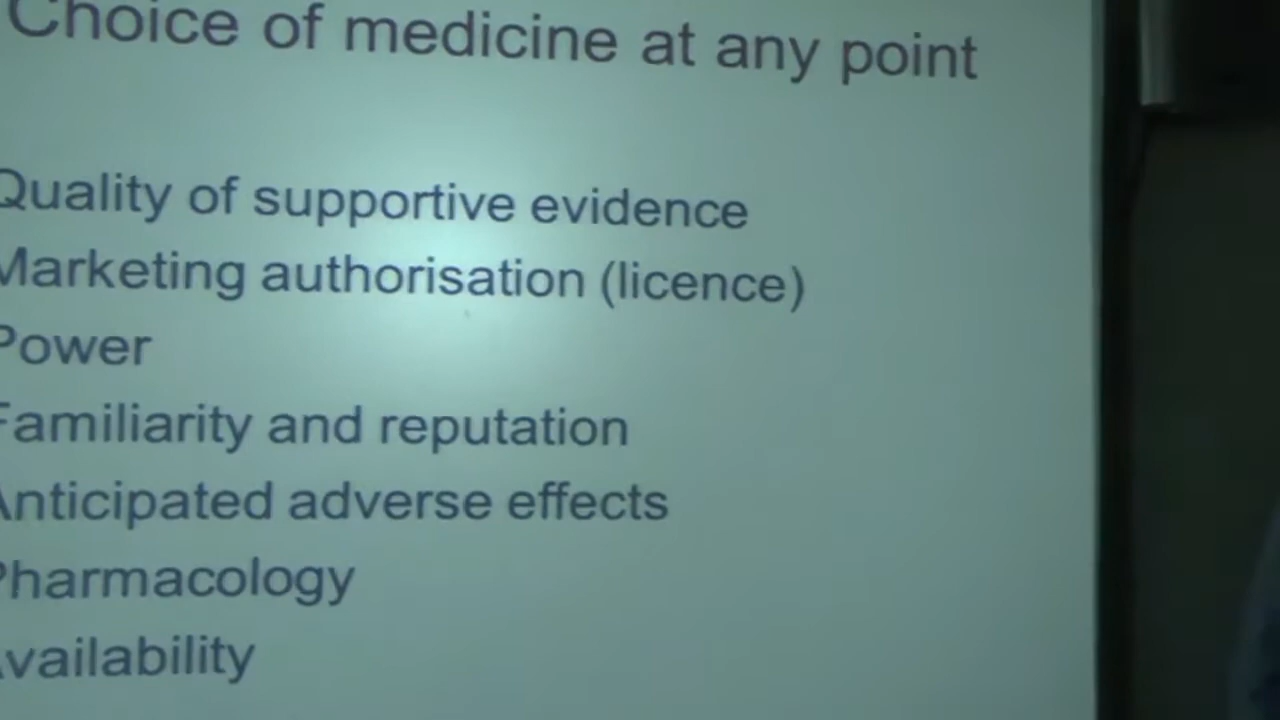 Choice of medicine at any point
Quality of supportive evidence
Marketing authorisation (licence)
Power
Familiarity and reputation
Anticipated adverse effects
Pharmacology
Availability